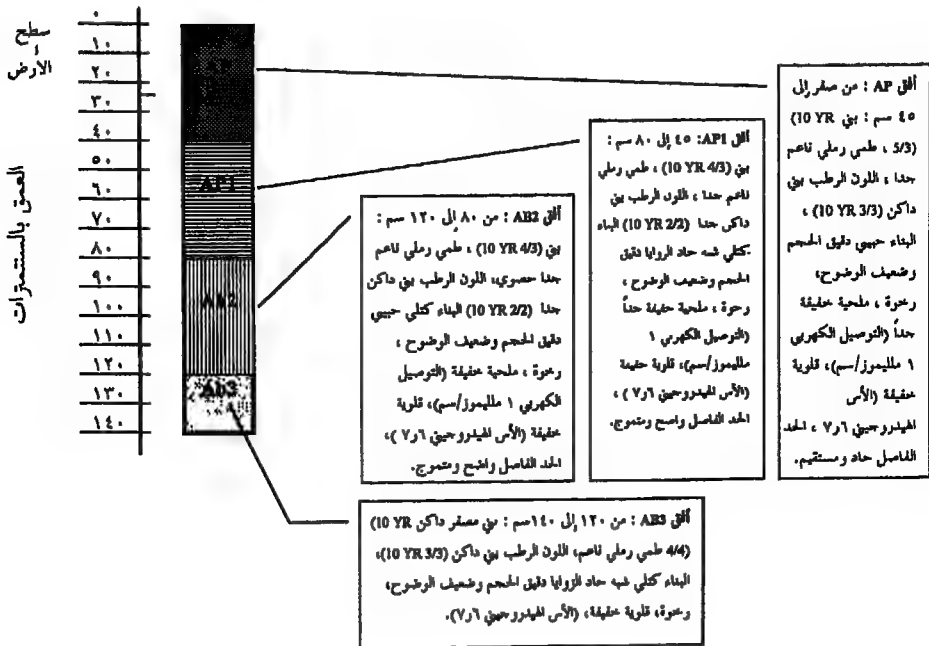 سطح
الأرض
العمق بالسنتمترات
٠
١٠
٢٠
٣٠
٤٠
٥٠
٦٠
٧٠
٨٠
٩٠
١٠٠
١١٠
١٢٠
١٣٠
١٤٠
AP
AP1
Ab2
Ab3
أفق AP : من صفر إلى
٤٥ سم : بني (10 YR
5/3) ، طمي رملي ناعم
جدا ، اللون الرطب بني
داكن (10 YR 3/3) ،
البناء حبيبي دقيق الحجم
وضعيف الوضوح،
رخوة ، ملحية خفيفة
جداً (التوصيل الكهربي
١ ملليموز/سم)، قلوية
خفيفة (الأس
الهيدروجيني ٧٫٦ ، الحد
الفاصل حاد ومستقيم.
أفق AP1: ٤٥ إلى ٨٠ سم :
بني (10 YR 4/3) ، طمي رملي
ناعم جدا ، اللون الرطب بني
داكن جدا (10 YR 2/2) البناء
كتلي شبه حاد الزوايا دقيق
الحجم وضعيف الوضوح ،
رخوة ، ملحية خفيفة جداً
(التوصيل الكهربي ١
ملليموز/سم)، قلوية خفيفة
(الأس الهيدروجيني ٧٫٦) ،
الحد الفاصل واضح ومتموج.
أفق AB2 : من ٨٠ إلى ١٢٠ سم :
بني (10 YR 4/3) ، طمي رملي ناعم
جدا حصوي، اللون الرطب بني داكن
جدا (10 YR 2/2) البناء كتلي حبيبي
دقيق الحجم وضعيف الوضوح ،
رخوة ، ملحية خفيفة (التوصيل
الكهربي ١ ملليموز/سم)، قلوية
خفيفة (الأس الهيدروجيني ٧٫٦ )،
الحد الفاصل واضح ومتموج.
أفق AB3 : من ١٢٠ إلى ١٤٠سم : بني مصفر داكن (10 YR
4/4) طمي رملي ناعم، اللون الرطب بني داكن (10 YR 3/3)،
البناء كتلي شبه حاد الزوايا دقيق الحجم وضعيف الوضوح،
رخوة، قلوية خفيفة، (الأس الهيدروجيني ٧٫٦).